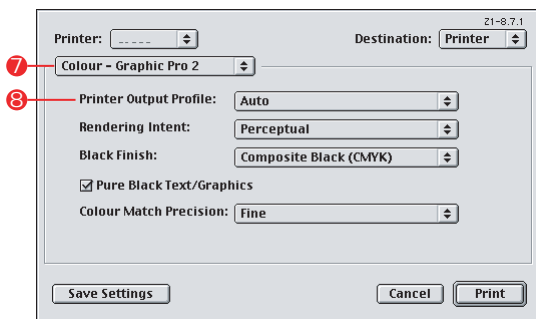 Z1-8.7.1
Printer: _____ Destination: Printer
7 Colour - Graphic Pro 2
8 Printer Output Profile: Auto
Rendering Intent: Perceptual
Black Finish: Composite Black (CMYK)
Pure Black Text/Graphics
Colour Match Precision: Fine
Save Settings Cancel Print